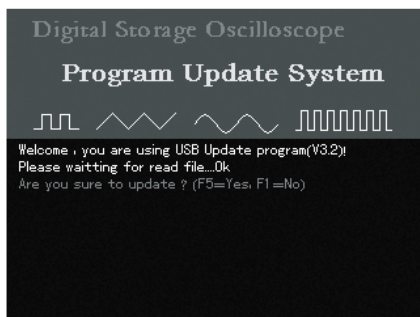 Digital Storage Oscilloscope
Program Update System
Welcome , you are using USB Update program(V3.2)!
Please waitting for read file....Ok
Are you sure to update ? (F5=Yes, F1=No)